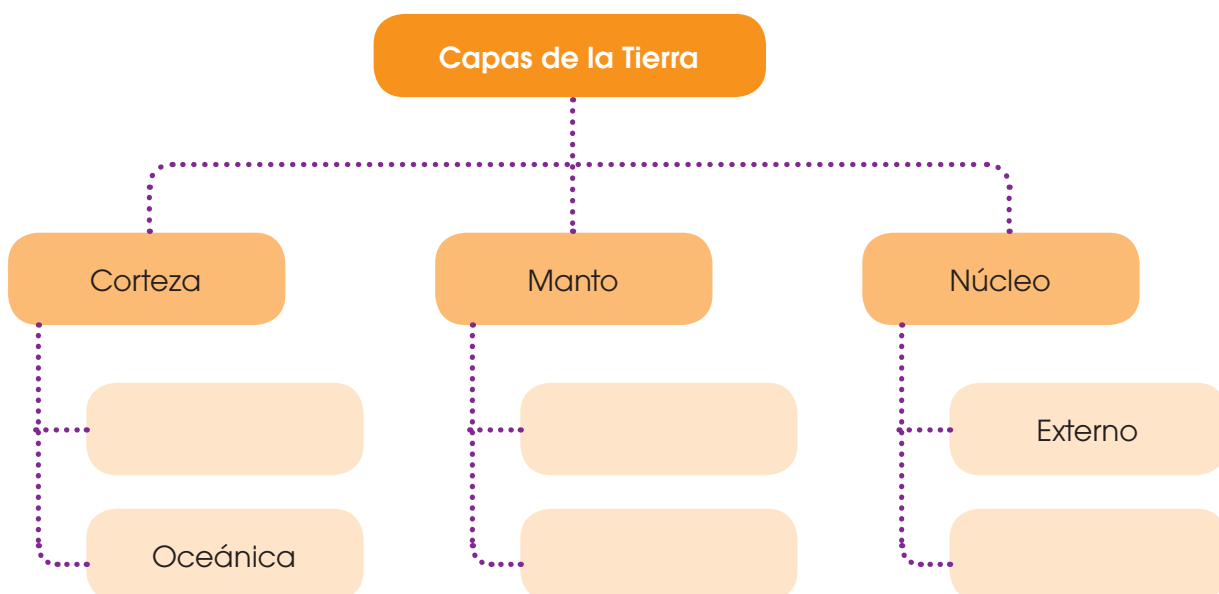 Capas de la Tierra
Corteza
Manto
Núcleo
Externo
Oceánica